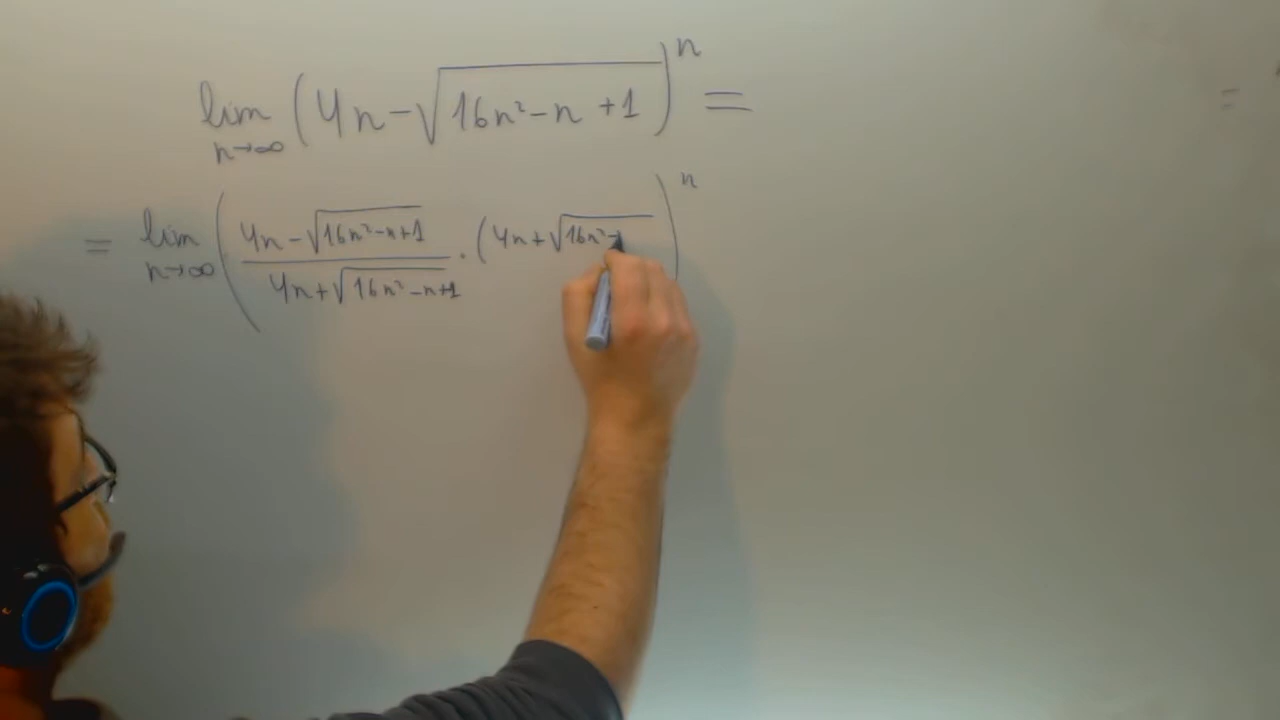 lim n→∞ (4n-√(16n²-n+1))ⁿ =
= lim n→∞ ((4n-√(16n²-n+1))/(4n+√(16n²-n+1)) · (4n+√(16n²-))ⁿ
=